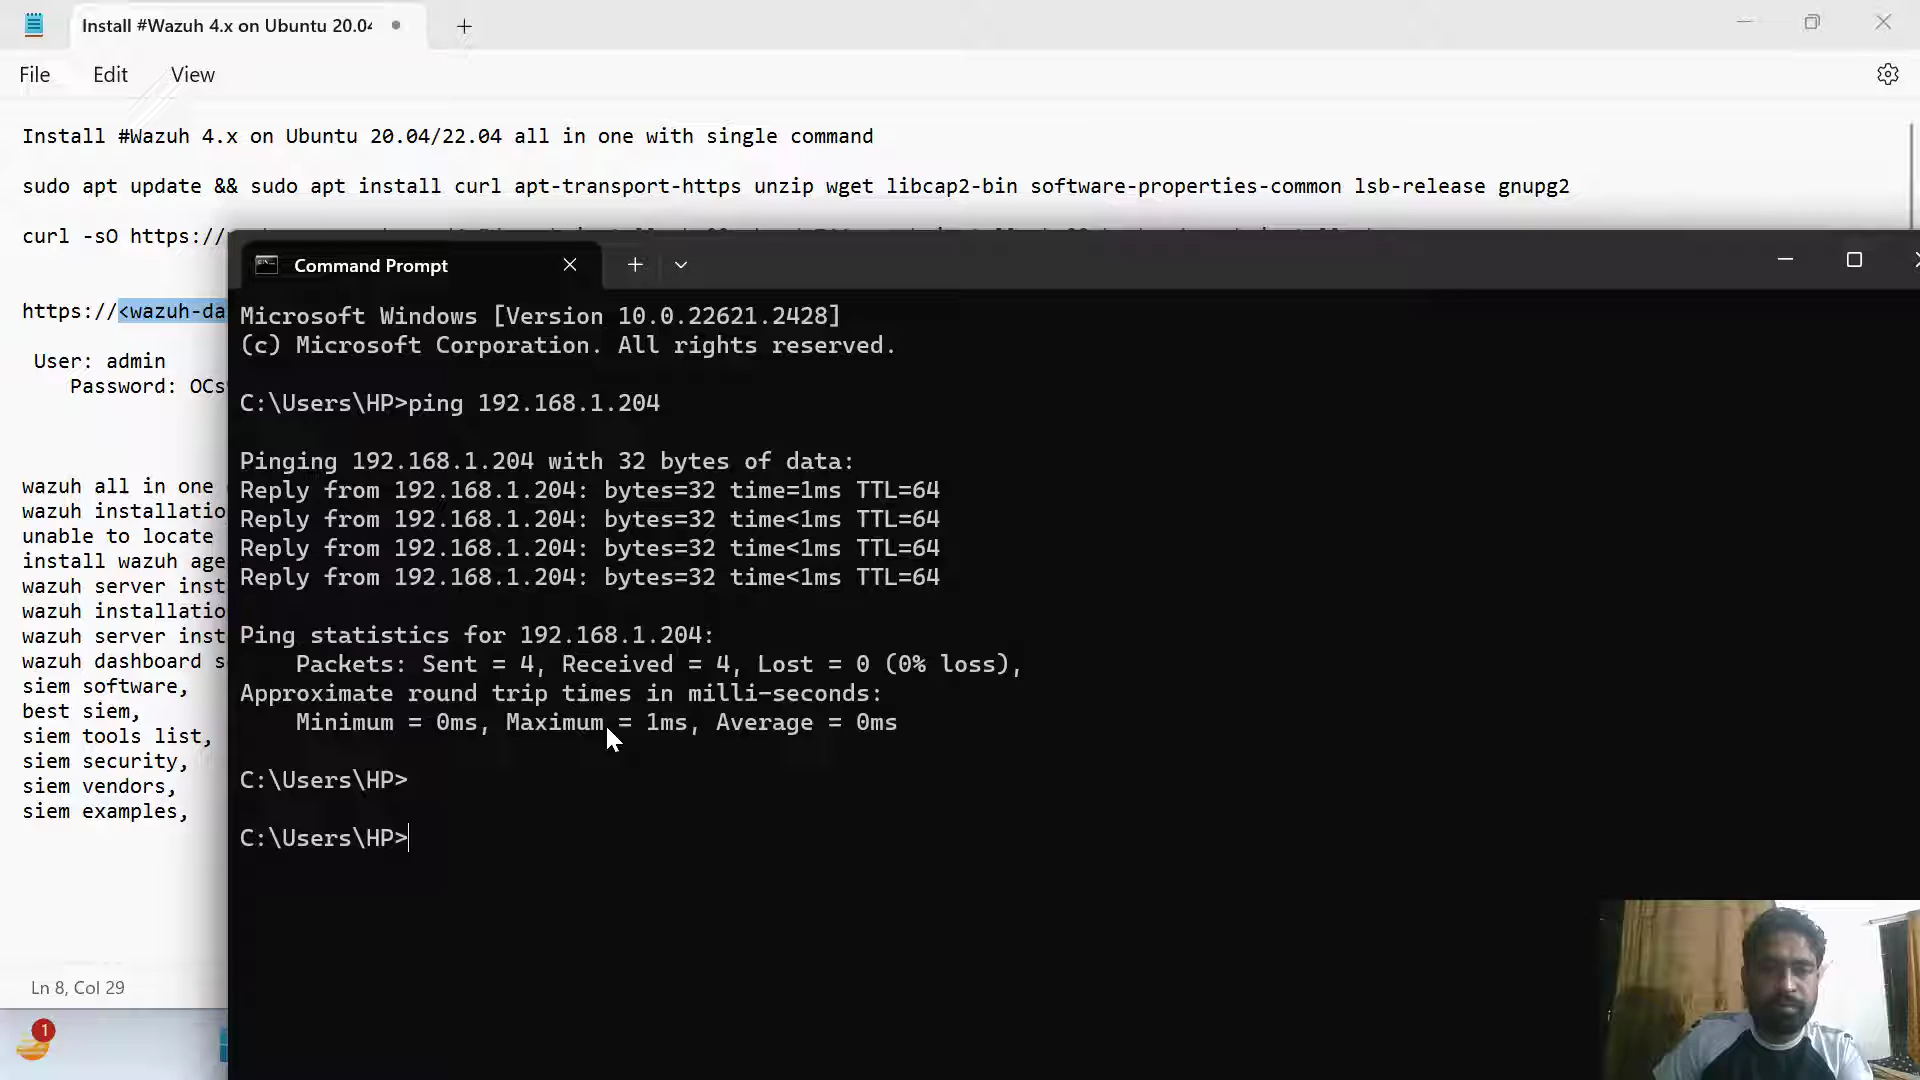 Install #Wazuh 4.x on Ubuntu 20.04
File Edit View
Install #Wazuh 4.x on Ubuntu 20.04/22.04 all in one with single command
sudo apt update && sudo apt install curl apt-transport-https unzip wget libcap2-bin software-properties-common lsb-release gnupg2
curl -sO https://
https://<wazuh-da
User: admin
Password: OCs
wazuh all in one
wazuh installatio
unable to locate
install wazuh age
wazuh server inst
wazuh installatio
wazuh server inst
wazuh dashboard s
siem software,
best siem,
siem tools list,
siem security,
siem vendors,
siem examples,
Ln 8, Col 29
1
Command Prompt
Microsoft Windows [Version 10.0.22621.2428]
(c) Microsoft Corporation. All rights reserved.
C:\Users\HP>ping 192.168.1.204
Pinging 192.168.1.204 with 32 bytes of data:
Reply from 192.168.1.204: bytes=32 time=1ms TTL=64
Reply from 192.168.1.204: bytes=32 time<1ms TTL=64
Reply from 192.168.1.204: bytes=32 time<1ms TTL=64
Reply from 192.168.1.204: bytes=32 time<1ms TTL=64
Ping statistics for 192.168.1.204:
Packets: Sent = 4, Received = 4, Lost = 0 (0% loss),
Approximate round trip times in milli-seconds:
Minimum = 0ms, Maximum = 1ms, Average = 0ms
C:\Users\HP>
C:\Users\HP>